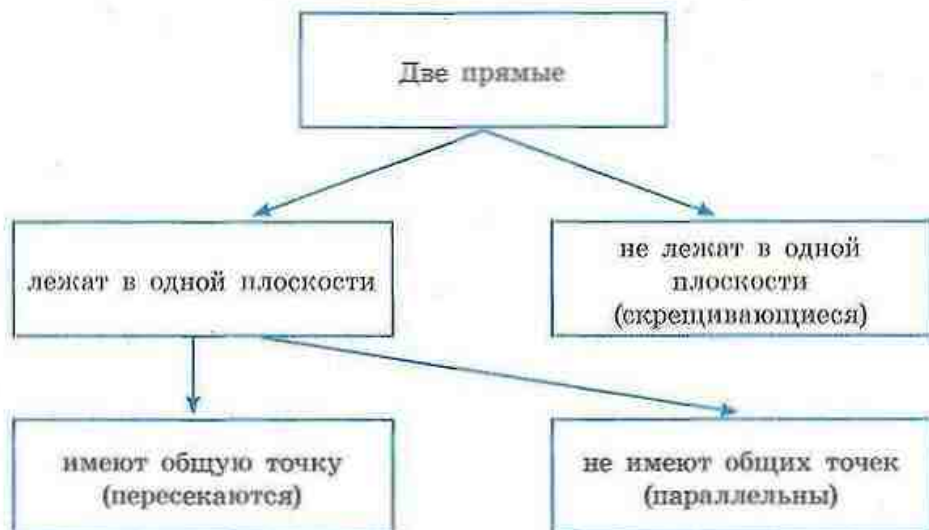 Две прямые
лежат в одной плоскости
не лежат в одной
плоскости
(скрещивающиеся)
имеют общую точку
(пересекаются)
не имеют общих точек
(параллельны)